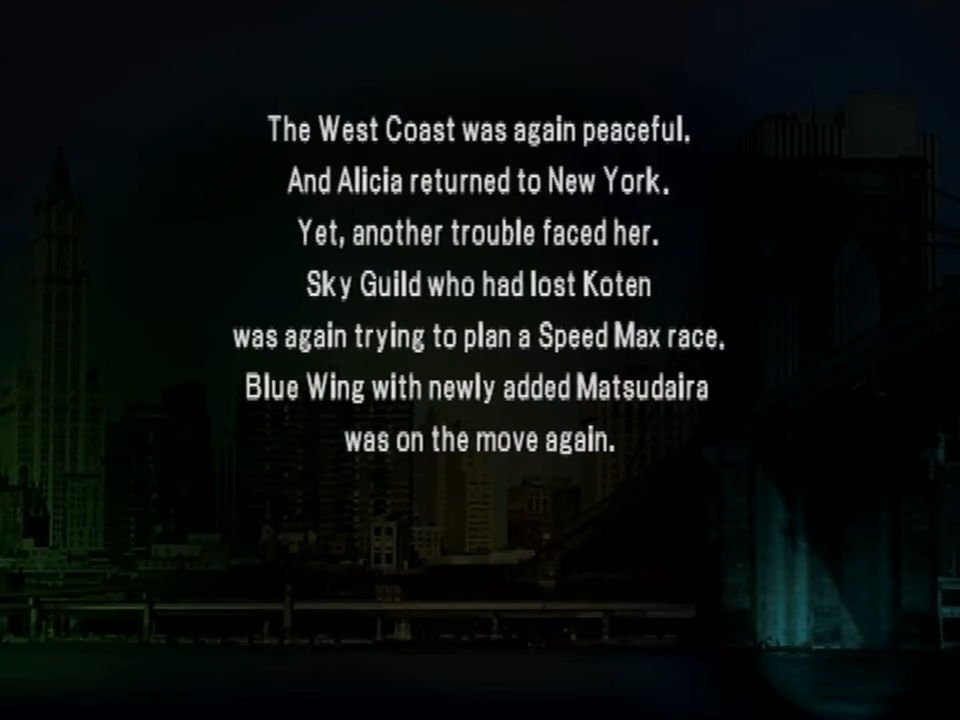 The West Coast was again peaceful.
And Alicia returned to New York.
Yet, another trouble faced her.
Sky Guild who had lost Koten
was again trying to plan a Speed Max race.
Blue Wing with newly added Matsudaira
was on the move again.